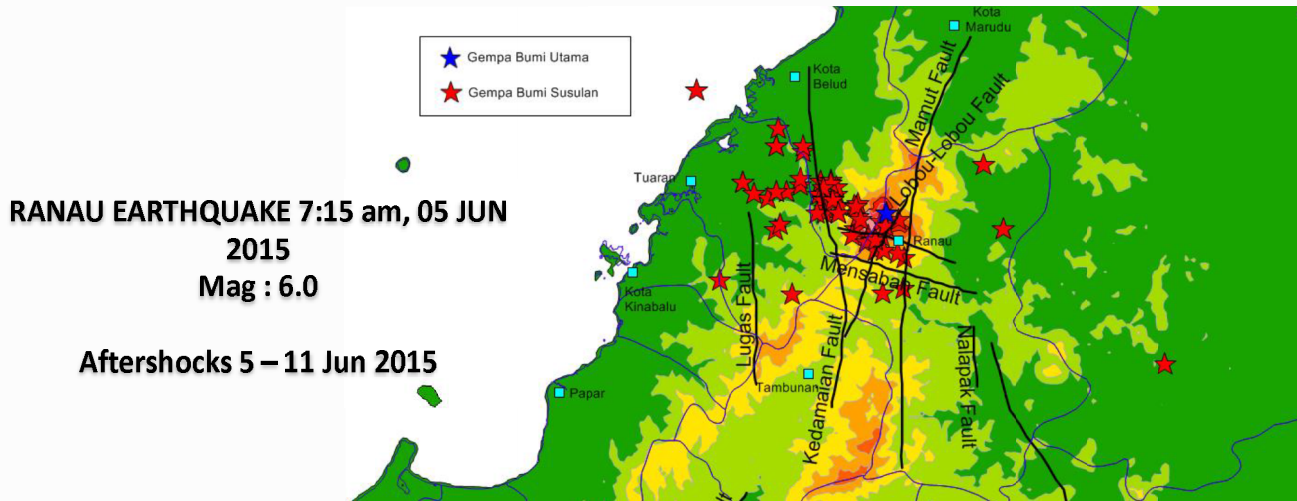 RANAU EARTHQUAKE 7:15 am, 05 JUN
2015
Mag : 6.0
Aftershocks 5 – 11 Jun 2015
Gempa Bumi Utama
Gempa Bumi Susulan
Kota
Marudu
Kota
Belud
Mamut Fault
Lobou-Lobou Fault
Tuaran
Ranau
Mensaban Fault
Kota
Kinabalu
Lugas Fault
Kedamaian Fault
Nalapak Fault
Tambunan
Papar